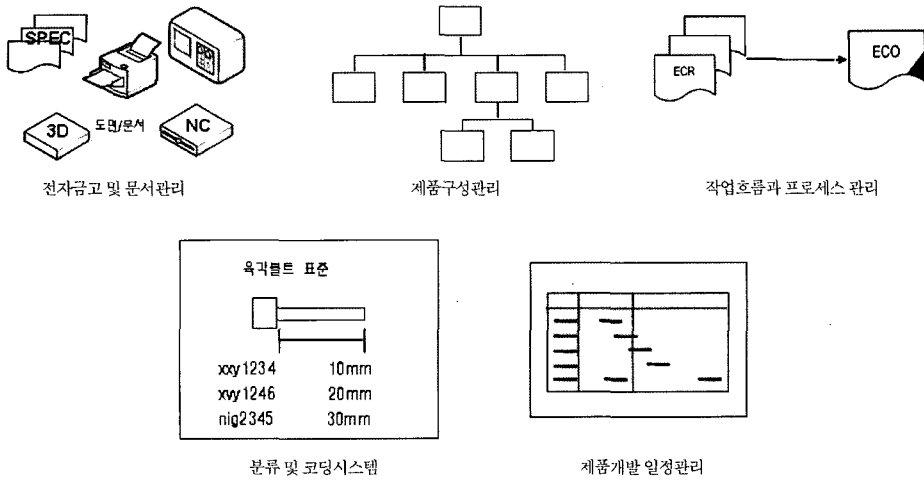 SPEC
3D
도면/문서
NC
전자금고 및 문서관리
제품구성관리
ECR
ECO
작업흐름과 프로세스 관리
육각볼트 표준
xxy1234 10mm
xvy1246 20mm
nig2345 30mm
분류 및 코딩시스템
제품개발 일정관리